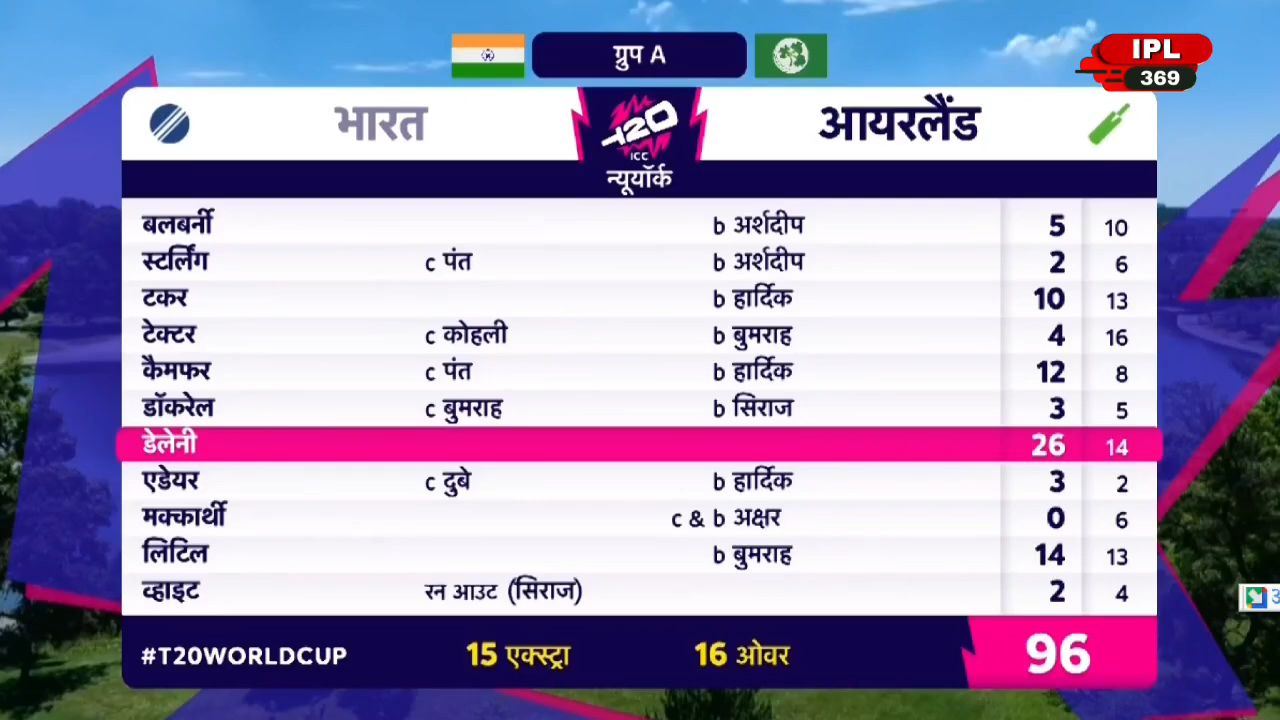 ग्रुप A
IPL
369
भारत
T20
ICC
आयरलैंड
न्यूयॉर्क
बलबर्नी b अर्शदीप 5 10
स्टर्लिंग c पंत b अर्शदीप 2 6
टकर b हार्दिक 10 13
टेक्टर c कोहली b बुमराह 4 16
कैमफर c पंत b हार्दिक 12 8
डॉकरेल c बुमराह b सिराज 3 5
डेलेनी 26 14
एडेयर c दुबे b हार्दिक 3 2
मक्कार्थी c & b अक्षर 0 6
लिटिल b बुमराह 14 13
व्हाइट रन आउट (सिराज) 2 4
#T20WORLDCUP 15 एक्स्ट्रा 16 ओवर 96